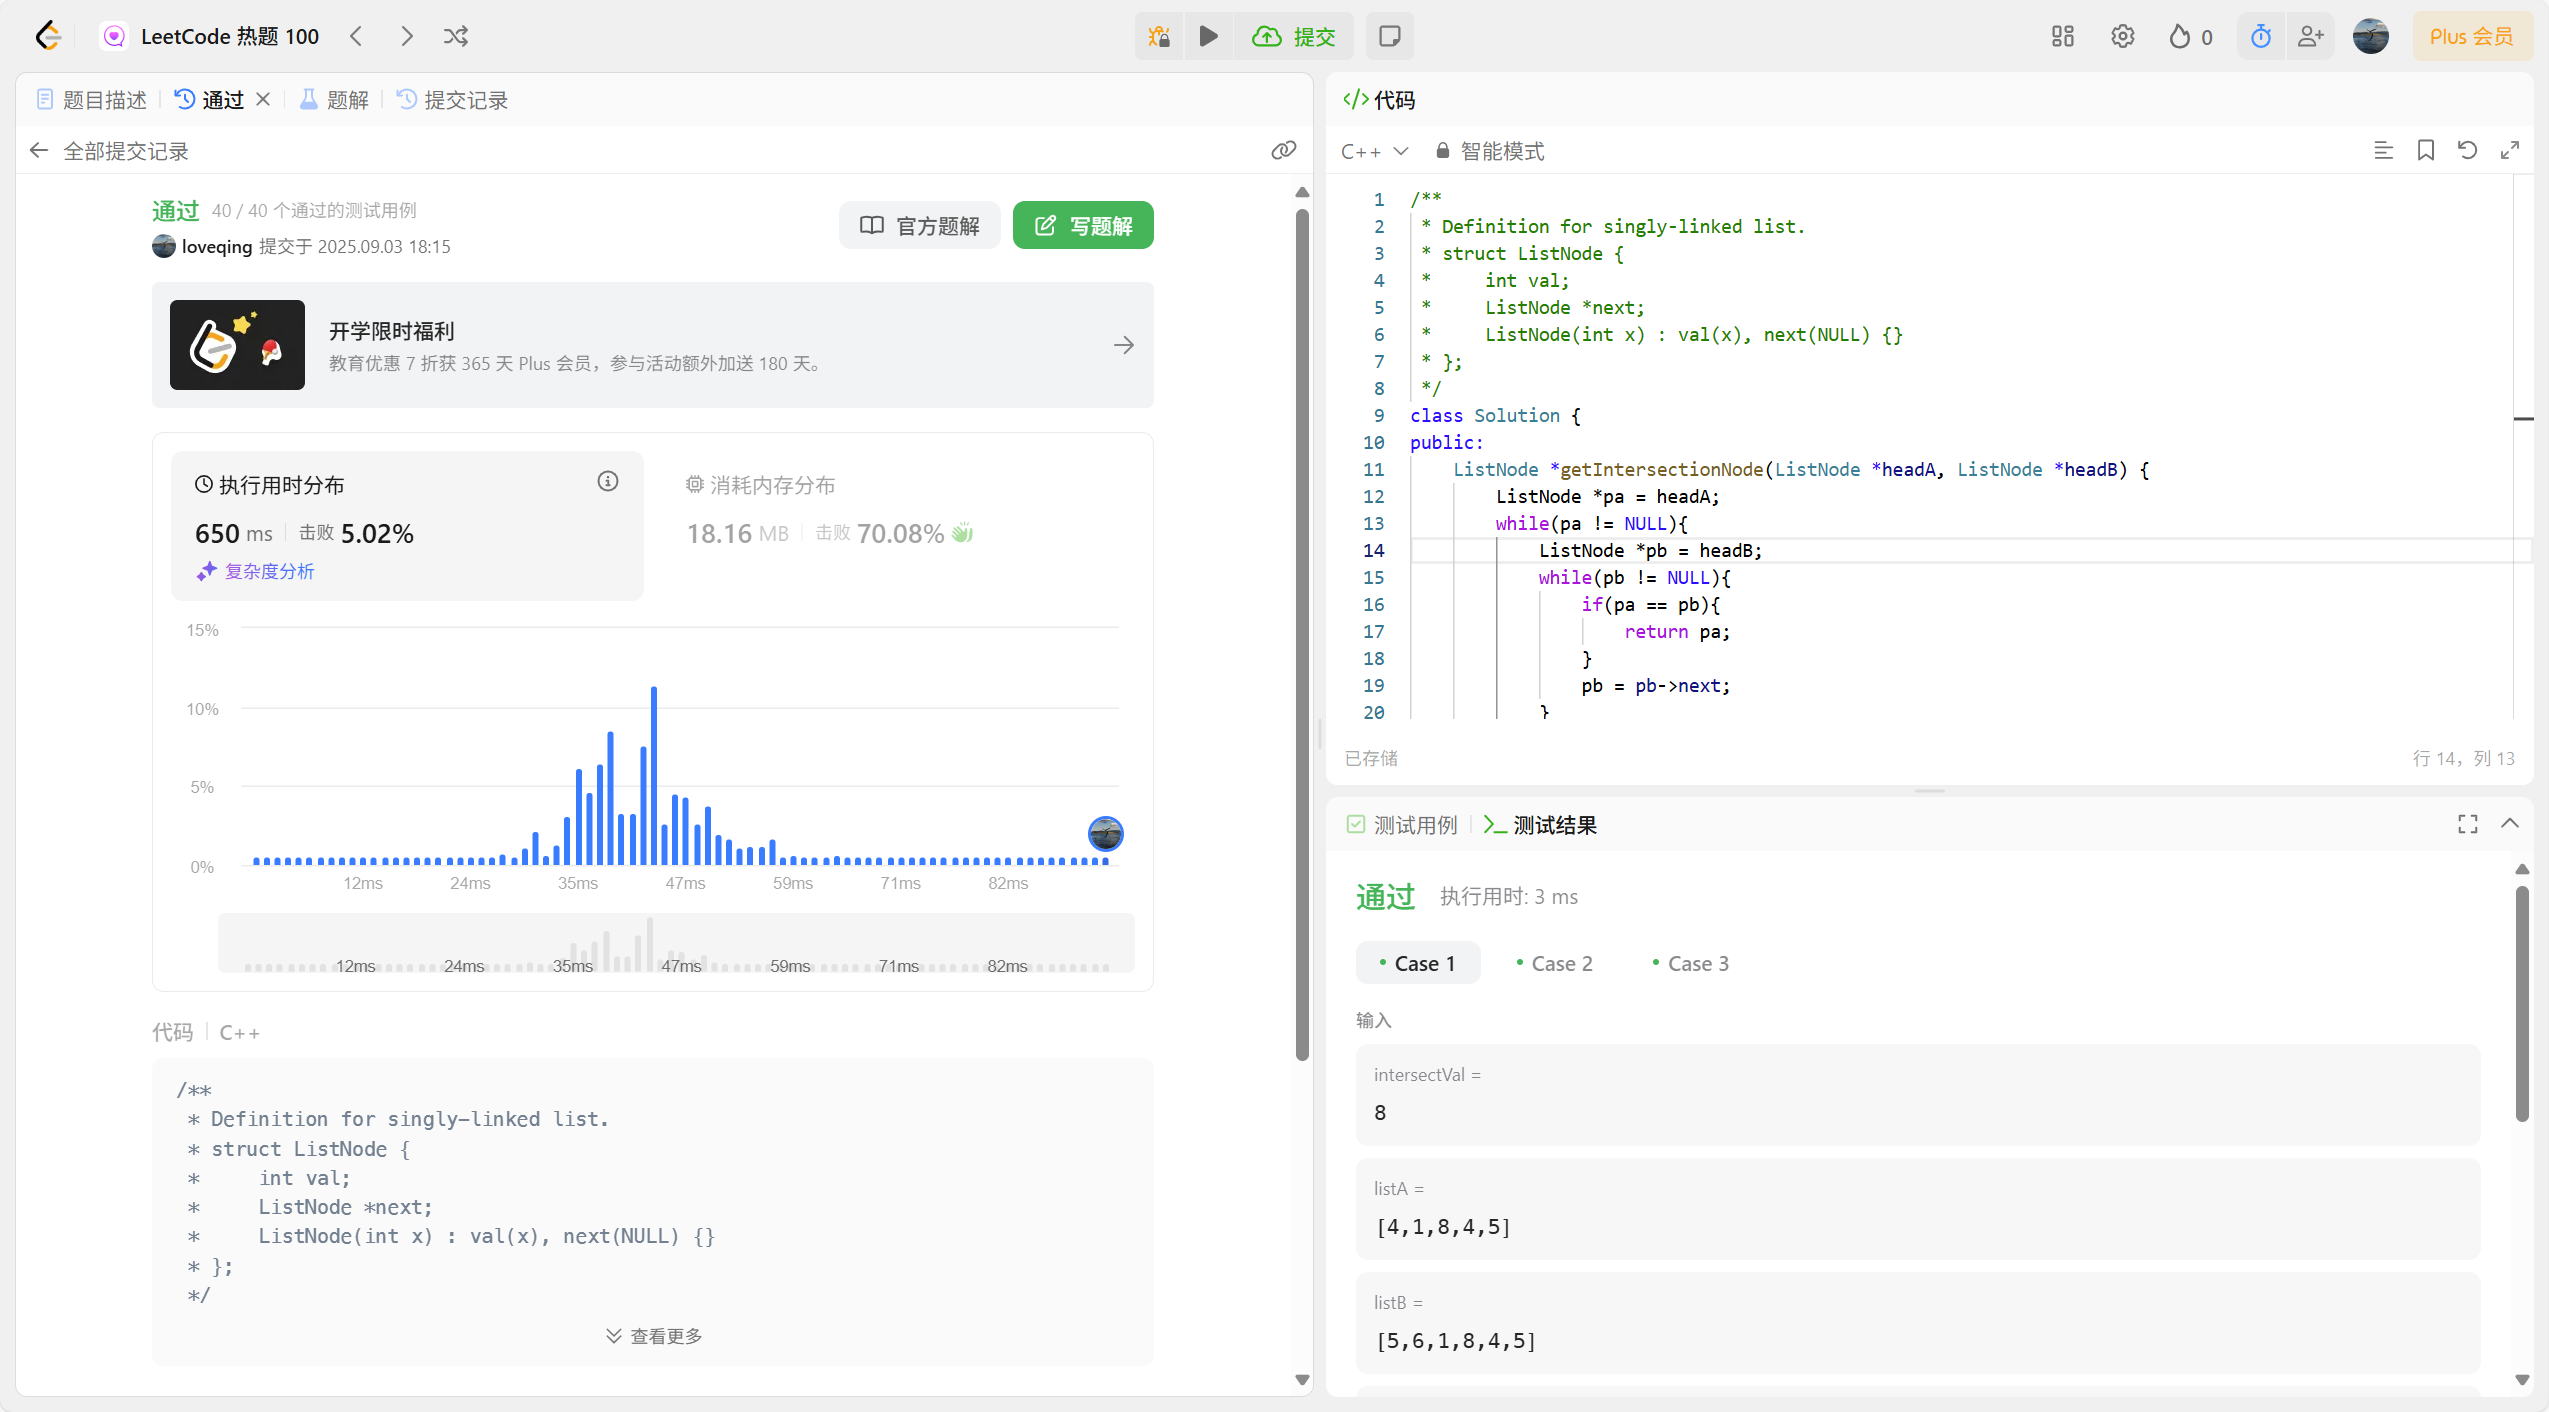 LeetCode 热题 100
提交
0
Plus 会员
题目描述
通过
题解
提交记录
全部提交记录
通过 40 / 40 个通过的测试用例
loveqing 提交于 2025.09.03 18:15
官方题解
写题解
开学限时福利
教育优惠 7 折获 365 天 Plus 会员，参与活动额外加送 180 天。
执行用时分布
650 ms 击败 5.02%
复杂度分析
消耗内存分布
18.16 MB 击败 70.08%
15%
10%
5%
0%
12ms 24ms 35ms 47ms 59ms 71ms 82ms
12ms 24ms 35ms 47ms 59ms 71ms 82ms
代码 C++
/**
 * Definition for singly-linked list.
 * struct ListNode {
 *     int val;
 *     ListNode *next;
 *     ListNode(int x) : val(x), next(NULL) {}
 * };
 */
查看更多
</> 代码
C++ 智能模式
1 /**
2  * Definition for singly-linked list.
3  * struct ListNode {
4  *     int val;
5  *     ListNode *next;
6  *     ListNode(int x) : val(x), next(NULL) {}
7  * };
8  */
9 class Solution {
10 public:
11     ListNode *getIntersectionNode(ListNode *headA, ListNode *headB) {
12         ListNode *pa = headA;
13         while(pa != NULL){
14             ListNode *pb = headB;
15             while(pb != NULL){
16                 if(pa == pb){
17                     return pa;
18                 }
19                 pb = pb->next;
20             }
已存储
行 14，列 13
测试用例
测试结果
通过 执行用时: 3 ms
Case 1
Case 2
Case 3
输入
intersectVal =
8
listA =
[4,1,8,4,5]
listB =
[5,6,1,8,4,5]